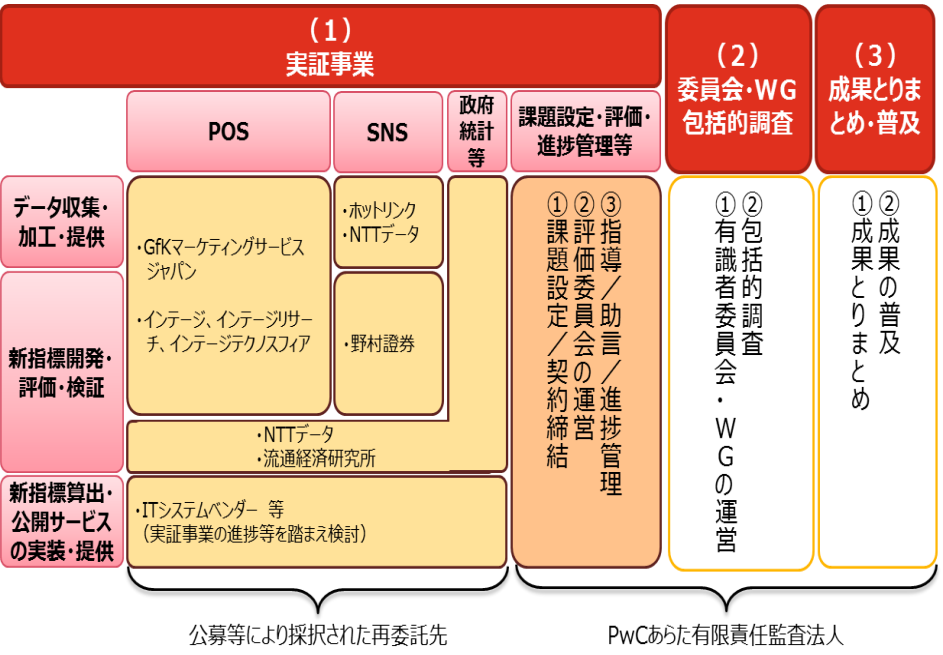 (1)
実証事業
(2)
委員会・WG
包括的調査
(3)
成果とりま
とめ・普及
POS
SNS
政府
統計
等
課題設定・評価・
進捗管理等
データ収集・
加工・提供
新指標開発・
評価・検証
新指標算出・
公開サービス
の実装・提供
・GfKマーケティングサービス
ジャパン
・インテージ、インテージリサー
チ、インテージテクノスフィア
・ホットリンク
・NTTデータ
・野村證券
・NTTデータ
・流通経済研究所
・ITシステムベンダー 等
（実証事業の進捗等を踏まえ検討）
①課題設定／契約締結
②評価委員会の運営
③指導／助言／進捗管理
①有識者委員会・WGの運営
②包括的調査
①成果とりまとめ
②成果の普及
公募等により採択された再委託先
PwCあらた有限責任監査法人